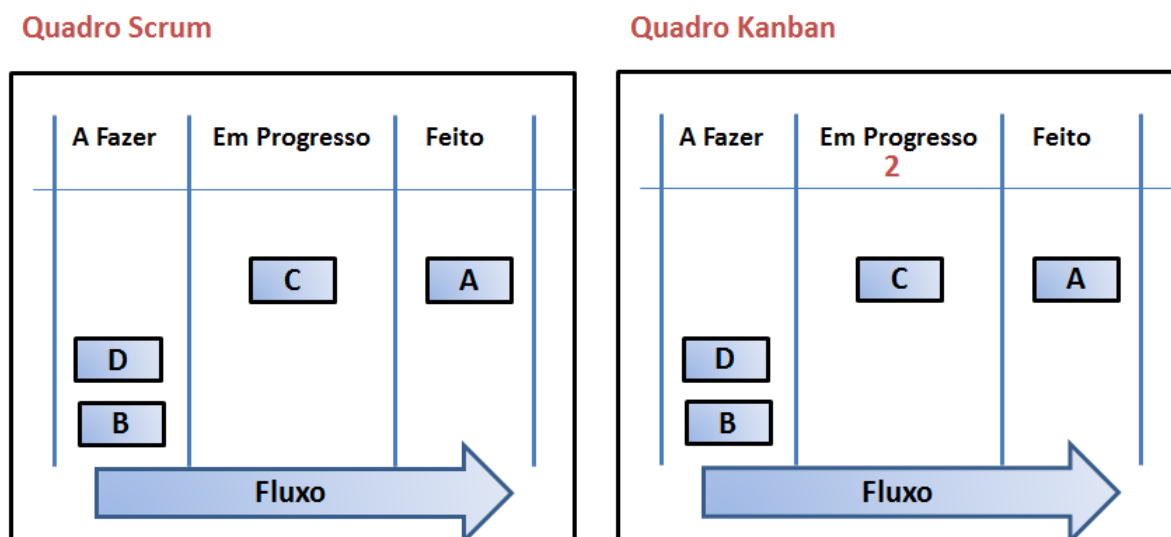 Quadro Scrum
A Fazer
Em Progresso
Feito
C
A
D
B
Fluxo
Quadro Kanban
A Fazer
Em Progresso
2
Feito
C
A
D
B
Fluxo